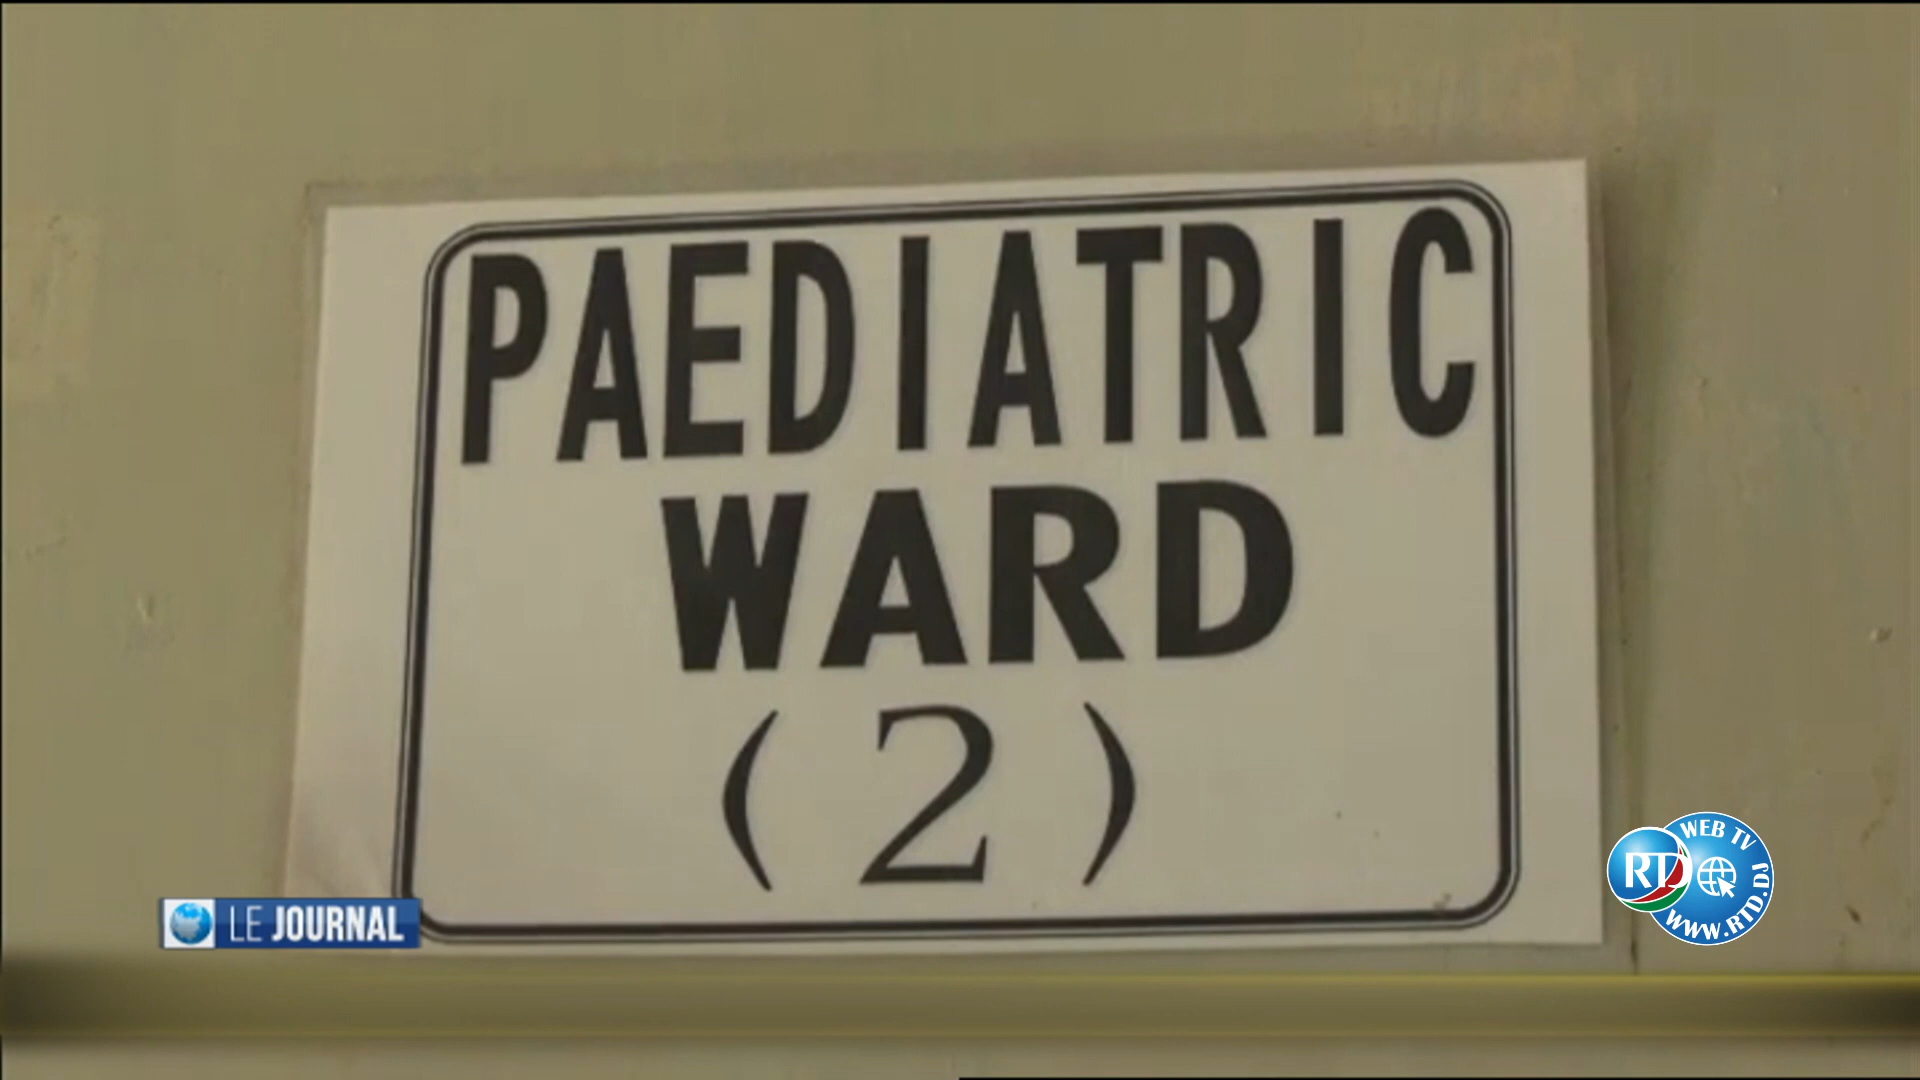 PAEDIATRIC
WARD
(2)
LE JOURNAL
RTD
WEB TV
WWW.RTD.DJ